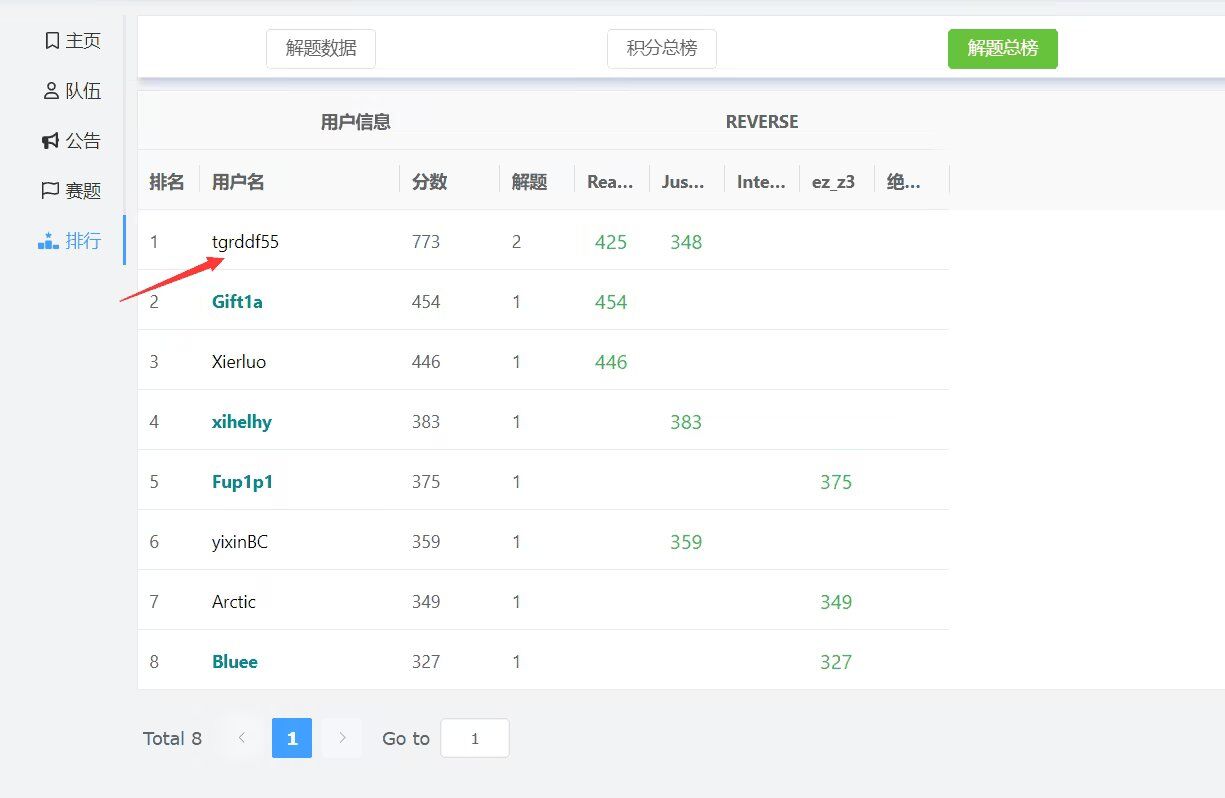 主页
队伍
公告
赛题
排行
解题数据 积分总榜 解题总榜
用户信息 REVERSE
排名 用户名 分数 解题 Rea... Jus... Inte... ez_z3 绝...
1 tgrddf55 773 2 425 348
2 Gift1a 454 1 454
3 Xierluo 446 1 446
4 xihelhy 383 1 383
5 Fup1p1 375 1 375
6 yixinBC 359 1 359
7 Arctic 349 1 349
8 Bluee 327 1 327
Total 8 1 Go to 1